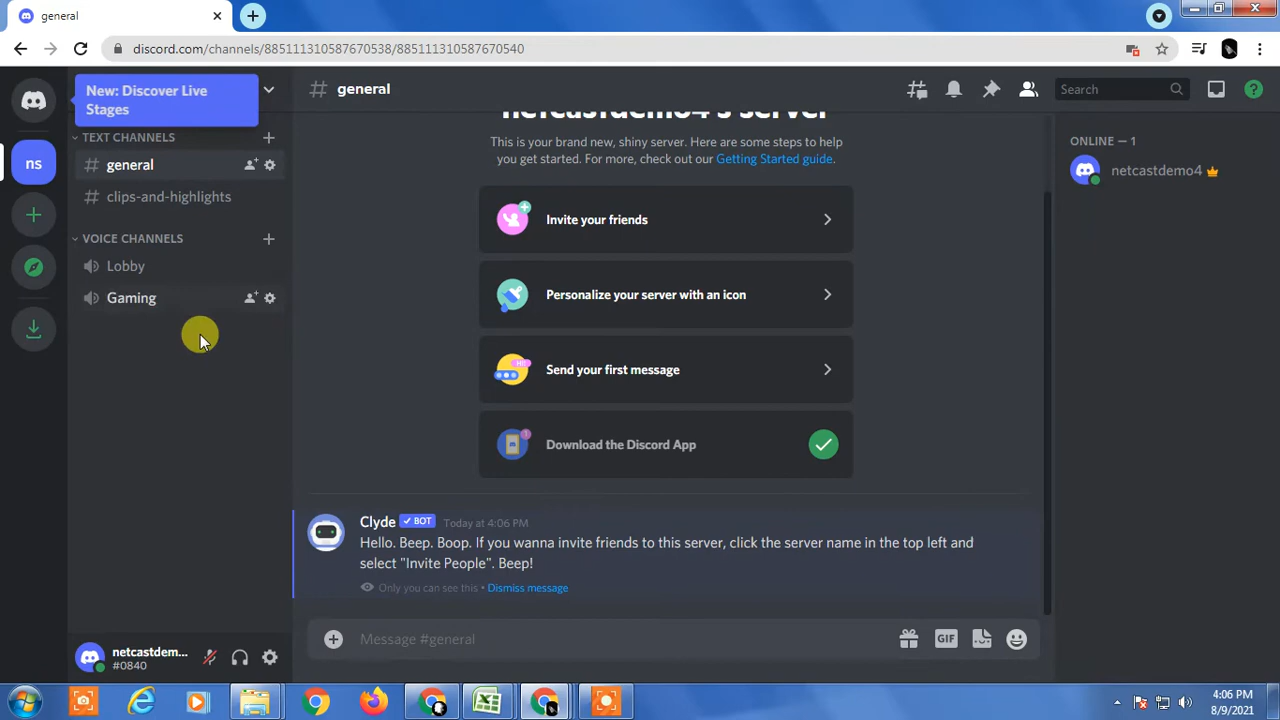 general
discord.com/channels/885111310587670538/885111310587670540
New: Discover Live
Stages
general
Search
TEXT CHANNELS
general
clips-and-highlights
VOICE CHANNELS
Lobby
Gaming
ns
netcastdemo4's server
This is your brand new, shiny server. Here are some steps to help
you get started. For more, check out our Getting Started guide.
Invite your friends
Personalize your server with an icon
Send your first message
Download the Discord App
Clyde BOT Today at 4:06 PM
Hello. Beep. Boop. If you wanna invite friends to this server, click the server name in the top left and
select "Invite People". Beep!
Only you can see this • Dismiss message
Message #general
GIF
ONLINE — 1
netcastdemo4
netcastdem...
#0840
4:06 PM
8/9/2021